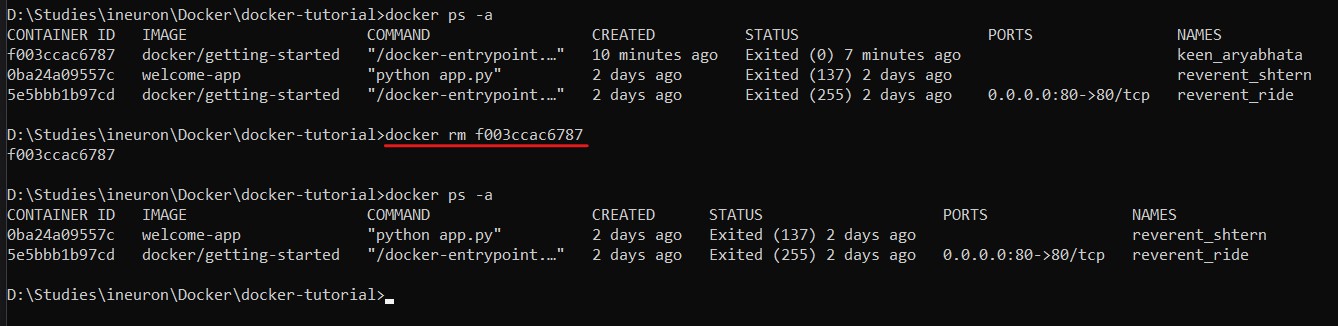 D:\Studies\ineuron\Docker\docker-tutorial>docker ps -a
CONTAINER ID   IMAGE                    COMMAND                  CREATED          STATUS                     PORTS                NAMES
f003ccac6787   docker/getting-started   "/docker-entrypoint.…"   10 minutes ago   Exited (0) 7 minutes ago                        keen_aryabhata
0ba24a09557c   welcome-app              "python app.py"          2 days ago       Exited (137) 2 days ago                         reverent_shtern
5e5bbb1b97cd   docker/getting-started   "/docker-entrypoint.…"   2 days ago       Exited (255) 2 days ago    0.0.0.0:80->80/tcp   reverent_ride
D:\Studies\ineuron\Docker\docker-tutorial>docker rm f003ccac6787
f003ccac6787
D:\Studies\ineuron\Docker\docker-tutorial>docker ps -a
CONTAINER ID   IMAGE                    COMMAND                  CREATED      STATUS                    PORTS                NAMES
0ba24a09557c   welcome-app              "python app.py"          2 days ago   Exited (137) 2 days ago                        reverent_shtern
5e5bbb1b97cd   docker/getting-started   "/docker-entrypoint.…"   2 days ago   Exited (255) 2 days ago   0.0.0.0:80->80/tcp   reverent_ride
D:\Studies\ineuron\Docker\docker-tutorial>